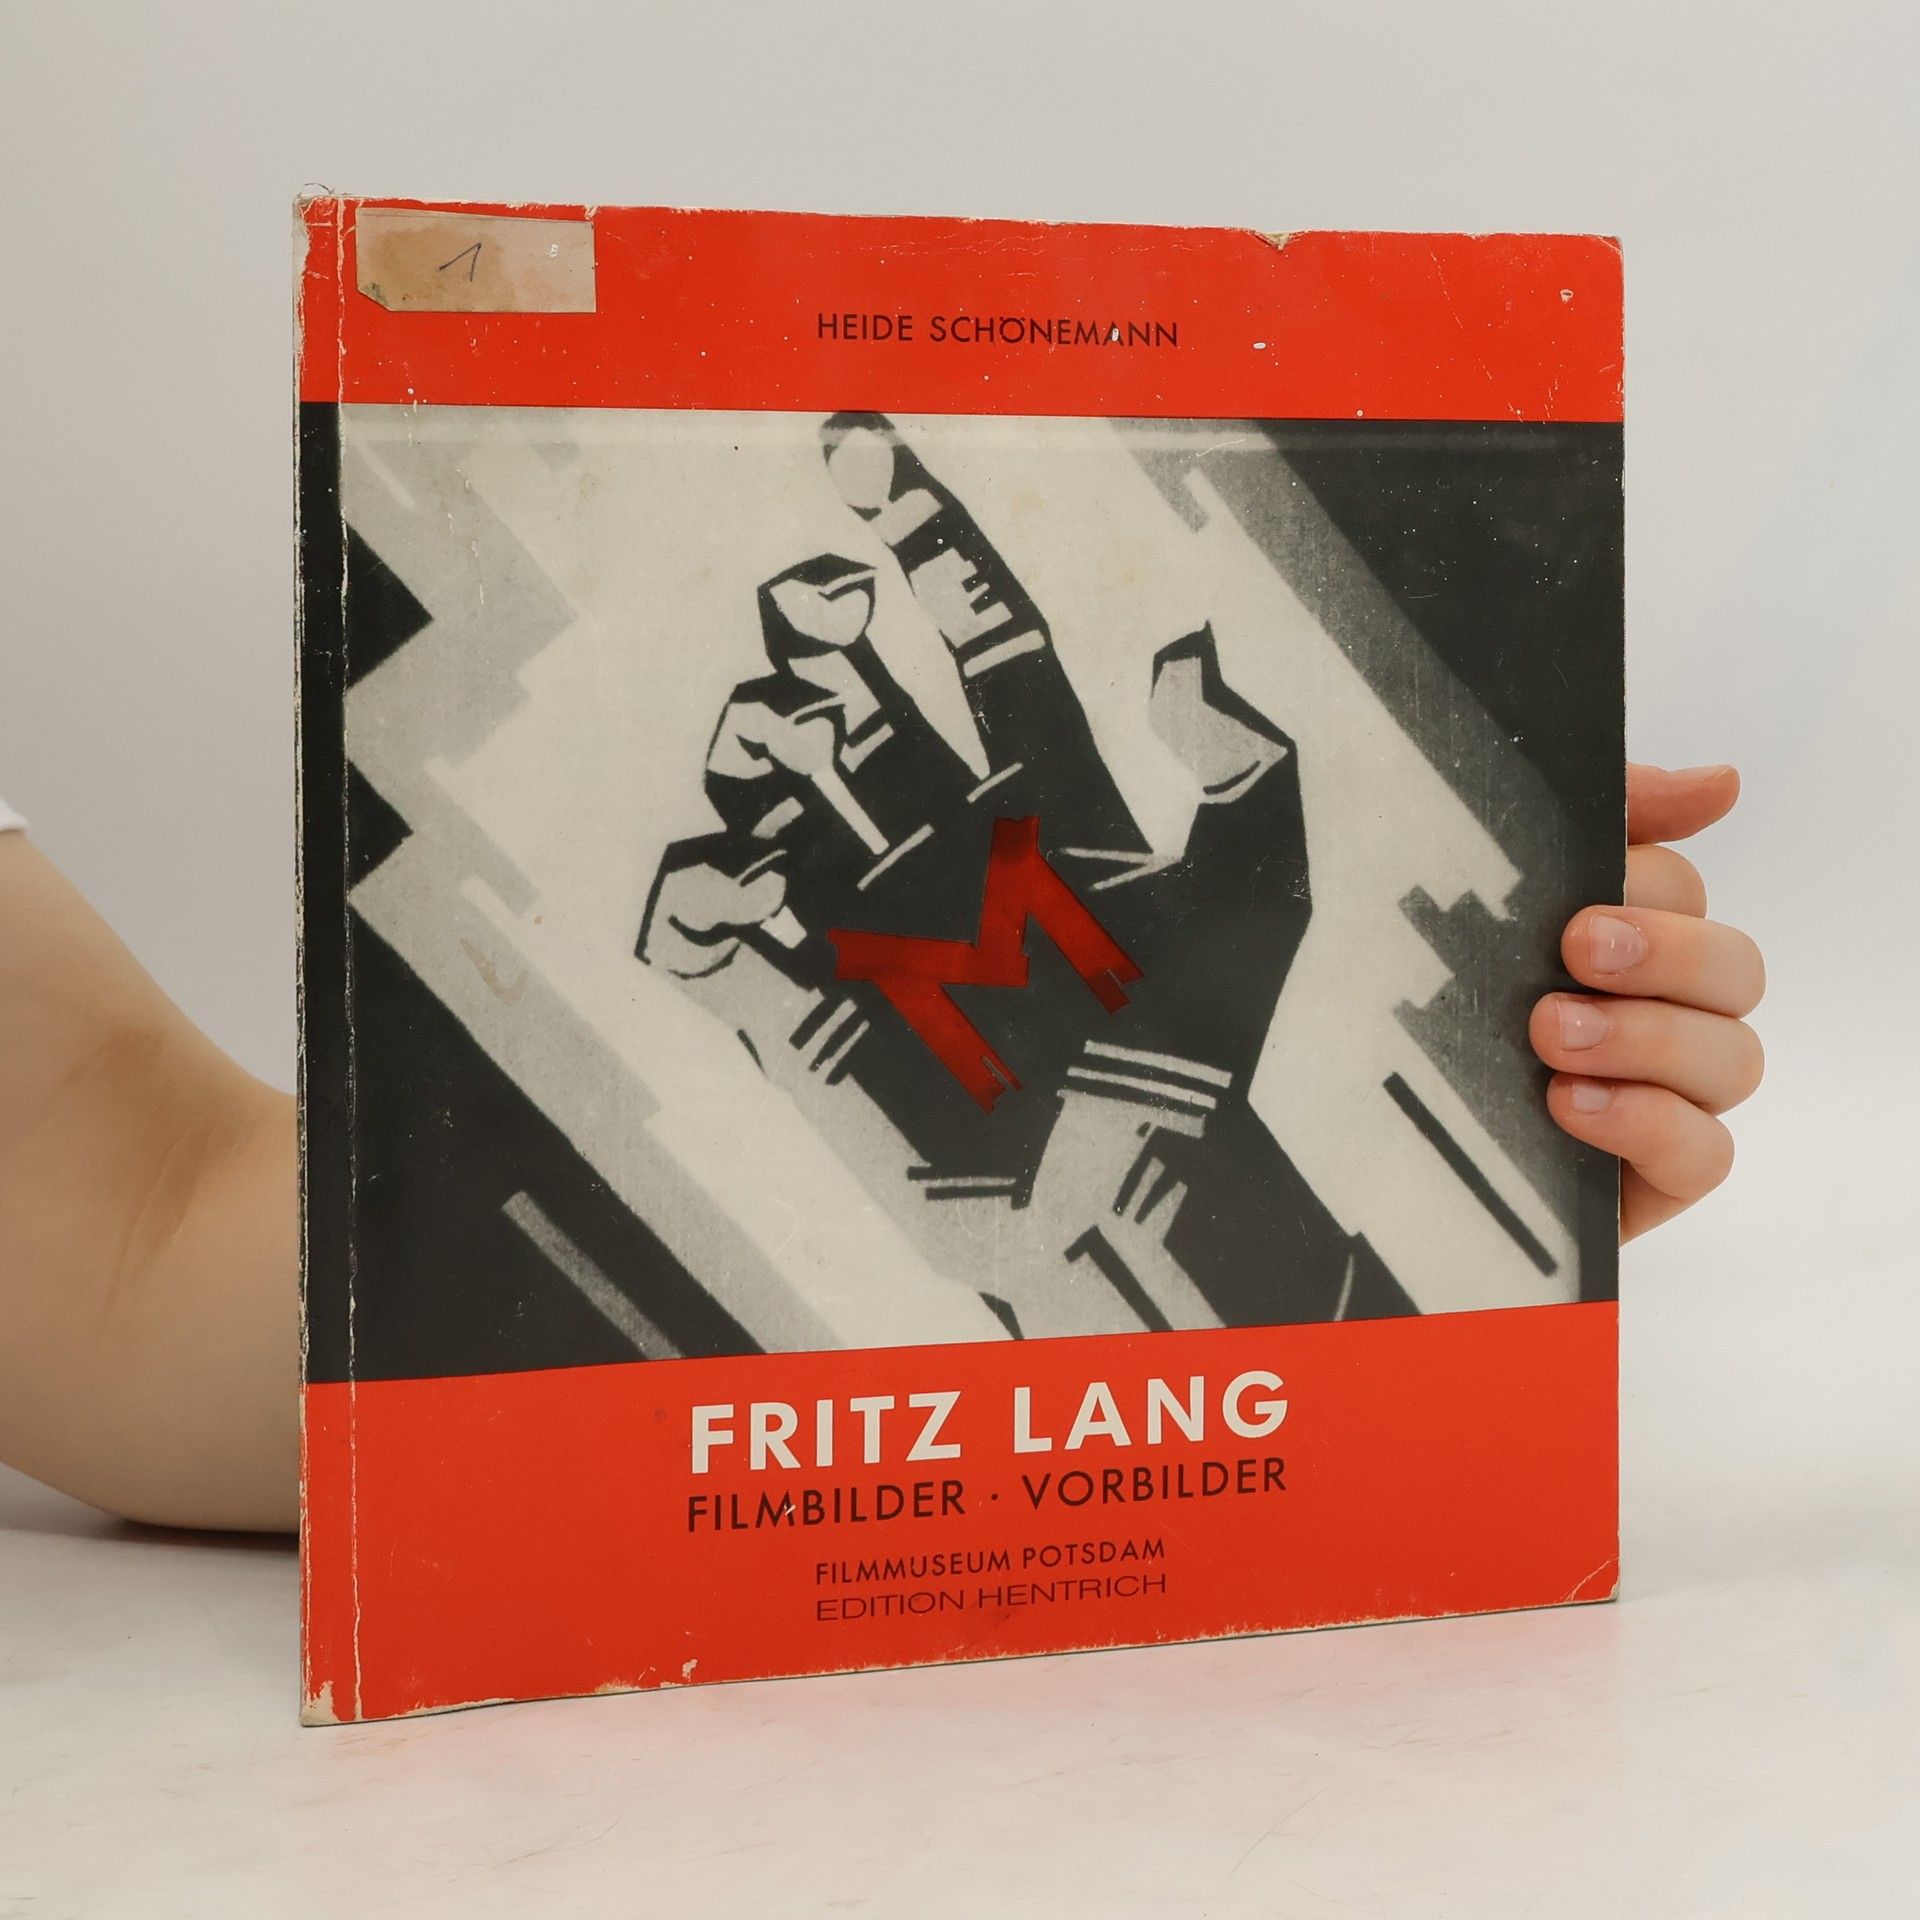 1
HEIDE SCHÖNEMANN
M
FRITZ LANG
FILMBILDER · VORBILDER
FILMMUSEUM POTSDAM
EDITION HENTRICH